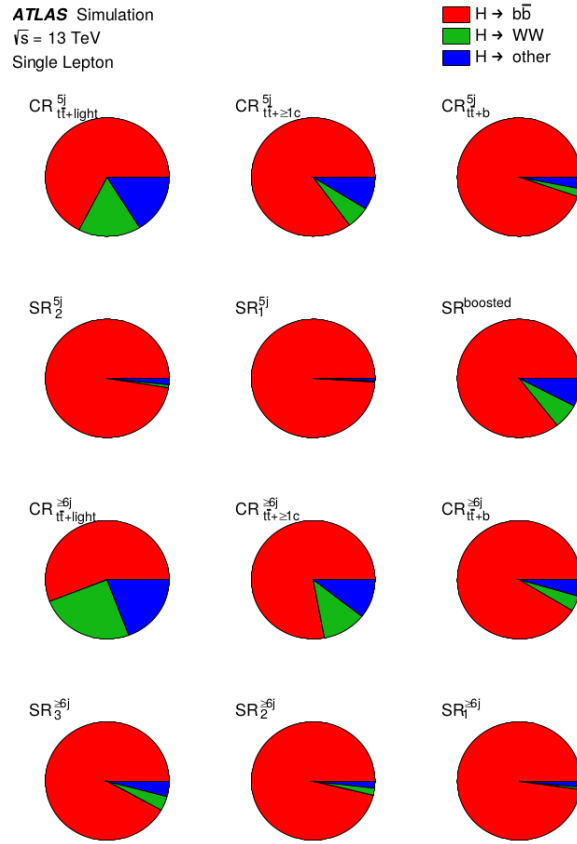 ATLAS Simulation
√s = 13 TeV
Single Lepton
H → bb̄
H → WW
H → other
CR 5j tt̄+light
CR 5j tt̄+≥1c
CR 5j tt̄+b
SR 5j 2
SR 5j 1
SR boosted
CR ≥6j tt̄+light
CR ≥6j tt̄+≥1c
CR ≥6j tt̄+b
SR ≥6j 3
SR ≥6j 2
SR ≥6j 1